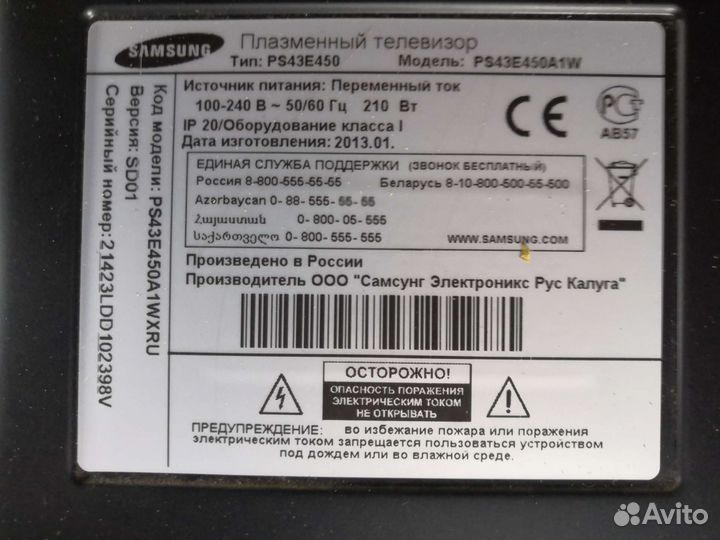 SAMSUNG
Плазменный телевизор
Тип: PS43E450 Модель: PS43E450A1W
Источник питания: Переменный ток
100-240 В ~ 50/60 Гц 210 Вт
IP 20/Оборудование класса I
Дата изготовления: 2013.01.
CE
РС
АВ57
ЕДИНАЯ СЛУЖБА ПОДДЕРЖКИ (ЗВОНОК БЕСПЛАТНЫЙ)
Россия 8-800-555-55-55 Беларусь 8-10-800-500-55-500
Azərbaycan 0-88-555-55-55
Հայաստան 0-800-05-555
საქართველო 0-800-555-555
WWW.SAMSUNG.COM
Произведено в России
Производитель ООО "Самсунг Электроникс Рус Калуга"
ОСТОРОЖНО!
ОПАСНОСТЬ ПОРАЖЕНИЯ
ЭЛЕКТРИЧЕСКИМ ТОКОМ
НЕ ОТКРЫВАТЬ
ПРЕДУПРЕЖДЕНИЕ: во избежание пожара или поражения
электрическим током запрещается пользоваться устройством
под дождем или во влажной среде.
Код модели: PS43E450A1WXRU
Версия: SD01
Серийный номер: 21423LDD102398V
Avito